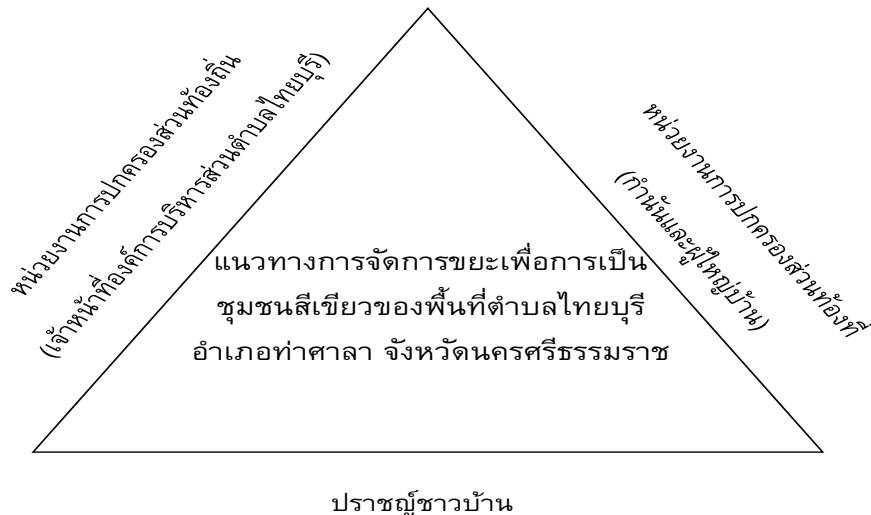 หน่วยงานการปกครองส่วนท้องถิ่น
(เจ้าหน้าที่องค์การบริหารส่วนตำบลไทยบุรี)
หน่วยงานการปกครองส่วนท้องที่
(กำนันและผู้ใหญ่บ้าน)
แนวทางการจัดการขยะเพื่อการเป็น
ชุมชนสีเขียวของพื้นที่ตำบลไทยบุรี
อำเภอท่าศาลา จังหวัดนครศรีธรรมราช
ปราชญ์ชาวบ้าน